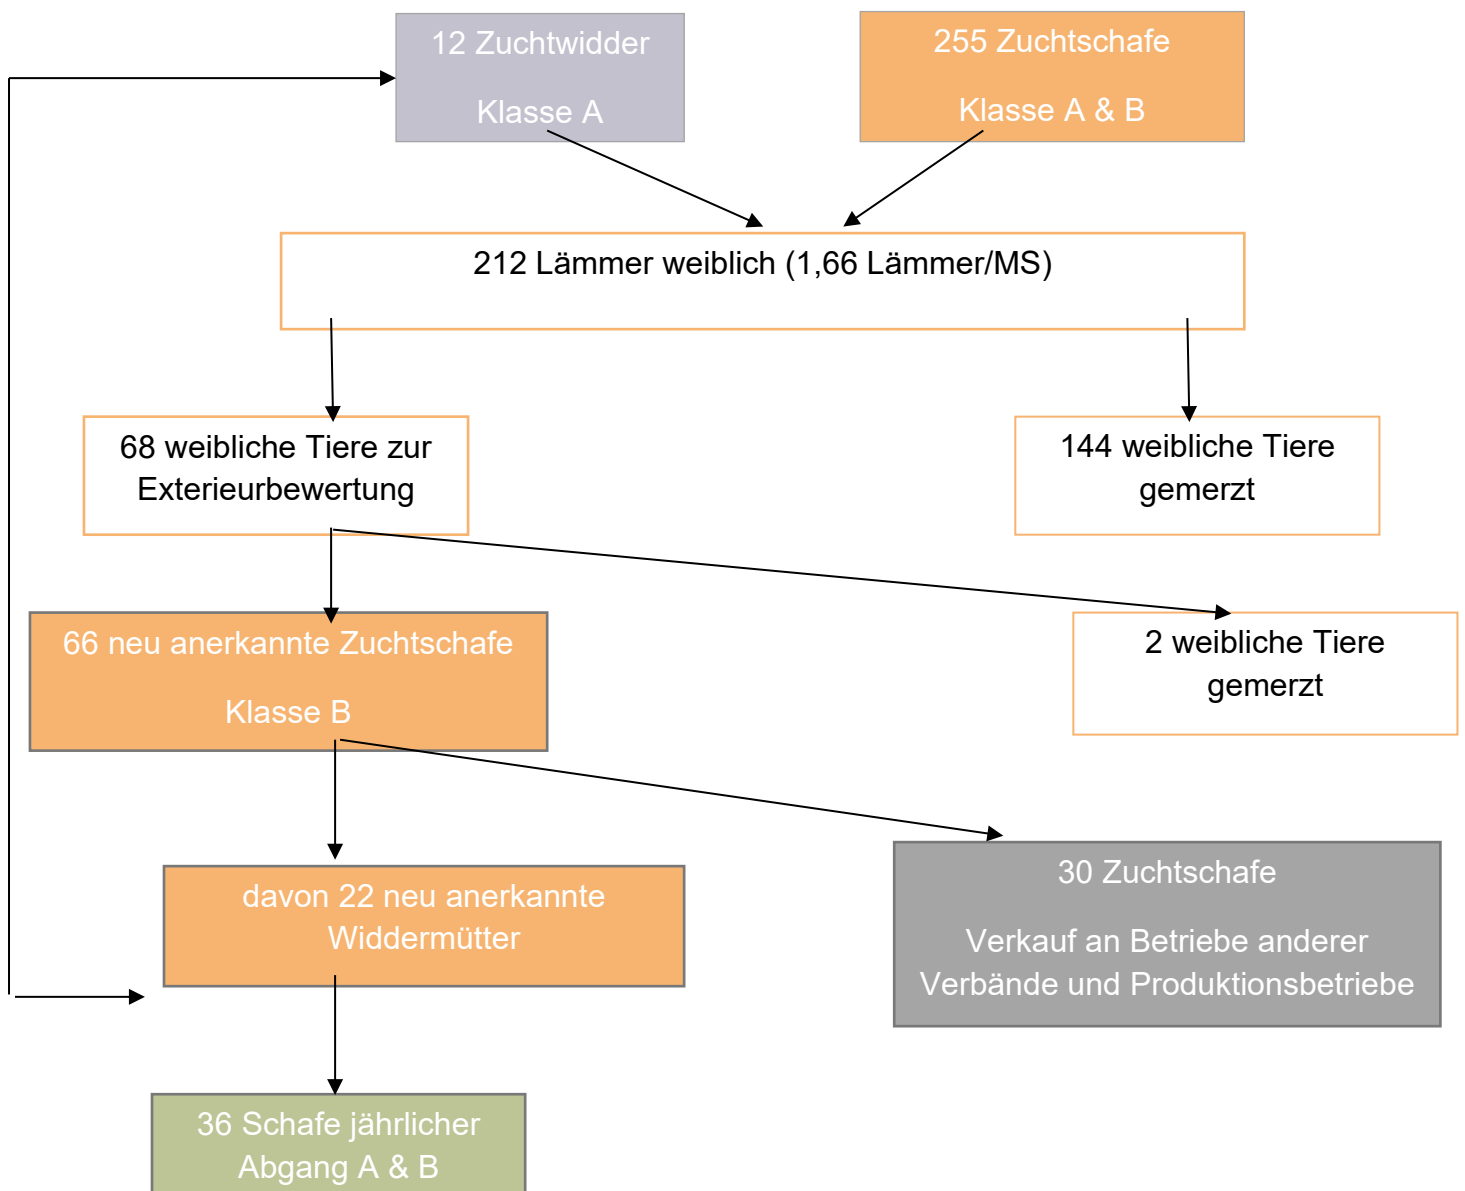 12 Zuchtwidder
Klasse A
255 Zuchtschafe
Klasse A & B
212 Lämmer weiblich (1,66 Lämmer/MS)
68 weibliche Tiere zur
Exterieurbewertung
144 weibliche Tiere
gemerzt
66 neu anerkannte Zuchtschafe
Klasse B
2 weibliche Tiere
gemerzt
davon 22 neu anerkannte
Widdermütter
30 Zuchtschafe
Verkauf an Betriebe anderer
Verbände und Produktionsbetriebe
36 Schafe jährlicher
Abgang A & B